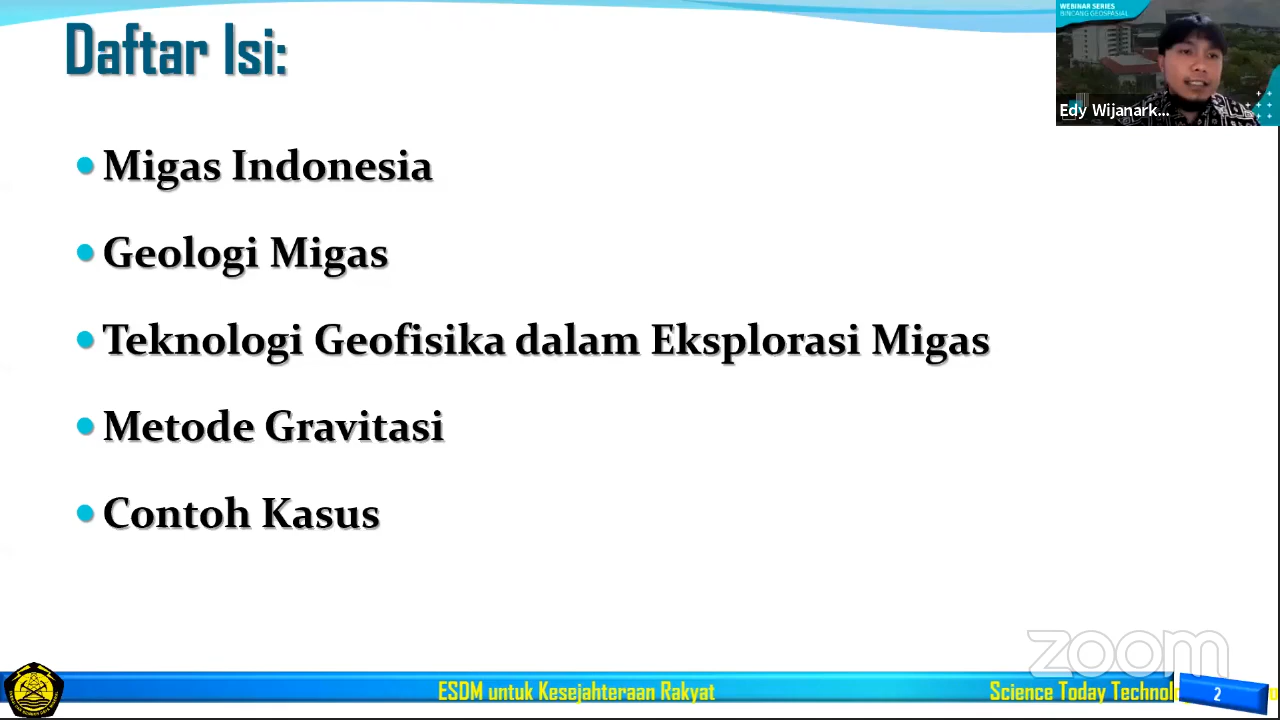 Daftar Isi:
WEBINAR SERIES
BINCANG GEOSPASIAL
Edy Wijanark...
Migas Indonesia
Geologi Migas
Teknologi Geofisika dalam Eksplorasi Migas
Metode Gravitasi
Contoh Kasus
zoom
ESDM untuk Kesejahteraan Rakyat
Science Today
2